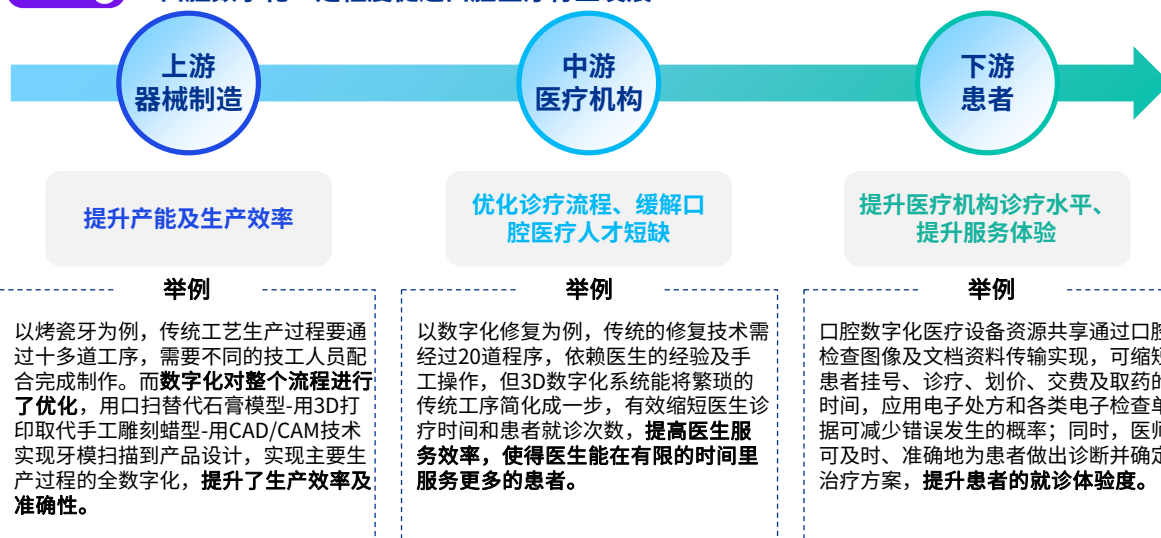 上游
器械制造
中游
医疗机构
下游
患者
提升产能及生产效率
优化诊疗流程、缓解口
腔医疗人才短缺
提升医疗机构诊疗水平、
提升服务体验
举例
以烤瓷牙为例，传统工艺生产过程要通
过十多道工序，需要不同的技工人员配
合完成制作。而数字化对整个流程进行
了优化，用口扫替代石膏模型-用3D打
印取代手工雕刻蜡型-用CAD/CAM技术
实现牙模扫描到产品设计，实现主要生
产过程的全数字化，提升了生产效率及
准确性。
举例
以数字化修复为例，传统的修复技术需
经过20道程序，依赖医生的经验及手
工操作，但3D数字化系统能将繁琐的
传统工序简化成一步，有效缩短医生诊
疗时间和患者就诊次数，提高医生服
务效率，使得医生能在有限的时间里
服务更多的患者。
举例
口腔数字化医疗设备资源共享通过口腔
检查图像及文档资料传输实现，可缩短
患者挂号、诊疗、划价、交费及取药的
时间，应用电子处方和各类电子检查单
据可减少错误发生的概率；同时，医师
可及时、准确地为患者做出诊断并确定
治疗方案，提升患者的就诊体验度。